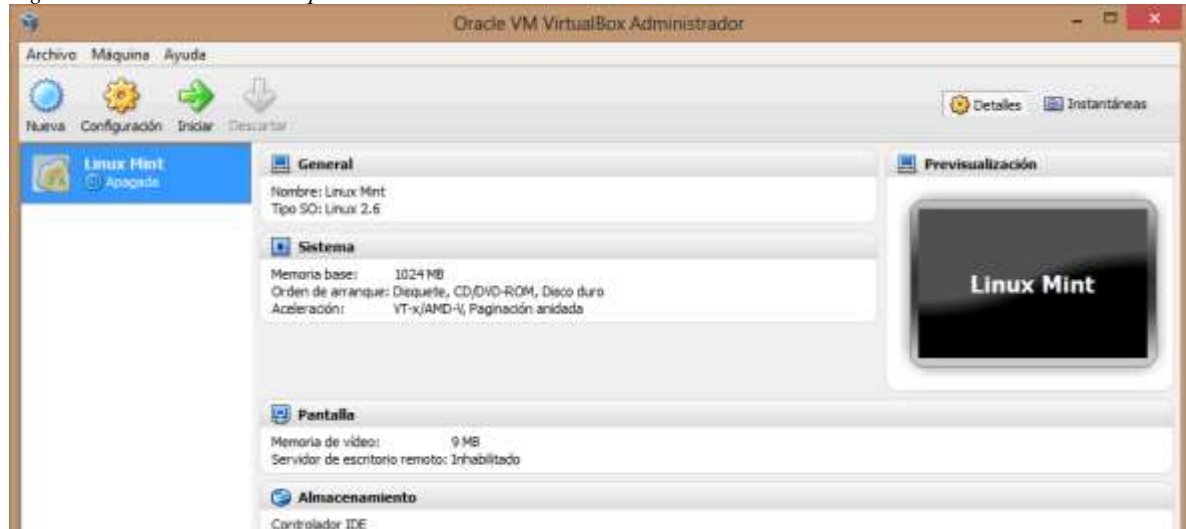 Oracle VM VirtualBox Administrador
Archivo Máquina Ayuda
Nueva Configuración Iniciar Descartar
Detalles Instantáneas
Linux Mint
Apagada
General
Nombre: Linux Mint
Tipo SO: Linux 2.6
Sistema
Memoria base: 1024 MB
Orden de arranque: Disquete, CD/DVD-ROM, Disco duro
Aceleración: VT-x/AMD-V, Paginación anidada
Previsualización
Linux Mint
Pantalla
Memoria de vídeo: 9 MB
Servidor de escritorio remoto: Inhabilitado
Almacenamiento
Controlador IDE